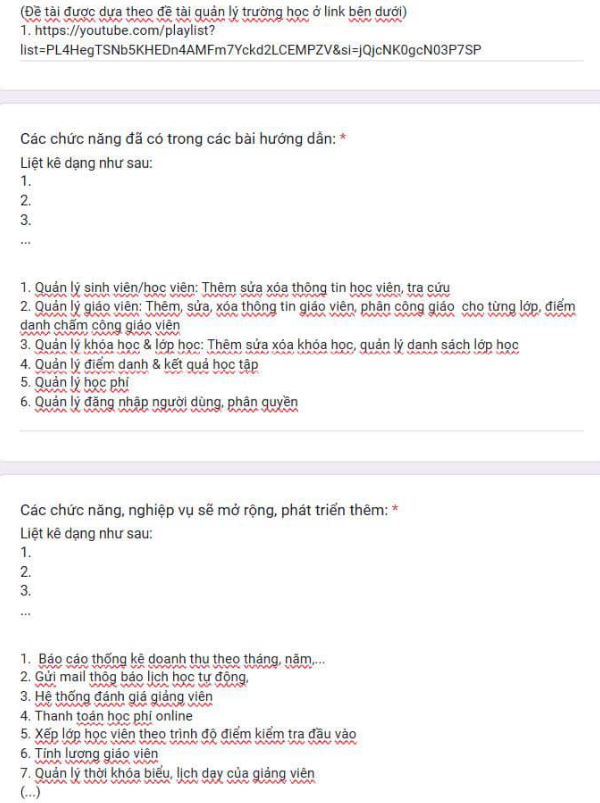 (Đề tài được dựa theo đề tài quản lý trường học ở link bên dưới)
1. https://youtube.com/playlist?
list=PL4HegTSNb5KHEDn4AMFm7Yckd2LCEMPZV&si=jQjcNK0gcN03P7SP
Các chức năng đã có trong các bài hướng dẫn: *
Liệt kê dạng như sau:
1.
2.
3.
...
1. Quản lý sinh viên/học viên: Thêm sửa xóa thông tin học viên, tra cứu
2. Quản lý giáo viên: Thêm, sửa, xóa thông tin giáo viên, phân công giáo cho từng lớp, điểm
danh chấm công giáo viên
3. Quản lý khóa học & lớp học: Thêm sửa xóa khóa học, quản lý danh sách lớp học
4. Quản lý điểm danh & kết quả học tập
5. Quản lý học phí
6. Quản lý đăng nhập người dùng, phân quyền
Các chức năng, nghiệp vụ sẽ mở rộng, phát triển thêm: *
Liệt kê dạng như sau:
1.
2.
3.
...
1. Báo cáo thống kê doanh thu theo tháng, năm,...
2. Gửi mail thôg báo lịch học tự động,
3. Hệ thống đánh giá giảng viên
4. Thanh toán học phí online
5. Xếp lớp học viên theo trình độ điểm kiểm tra đầu vào
6. Tính lương giáo viên
7. Quản lý thời khóa biểu, lịch dạy của giảng viên
(...)